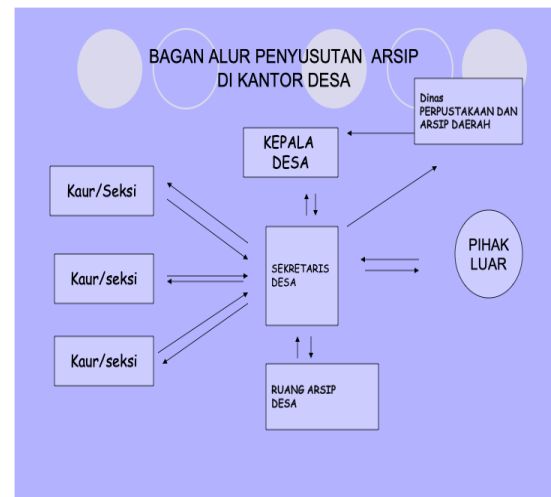 BAGAN ALUR PENYUSUTAN ARSIP
DI KANTOR DESA
Dinas
PERPUSTAKAAN DAN
ARSIP DAERAH
KEPALA
DESA
Kaur/Seksi
PIHAK
LUAR
SEKRETARIS
DESA
Kaur/seksi
Kaur/seksi
RUANG ARSIP
DESA